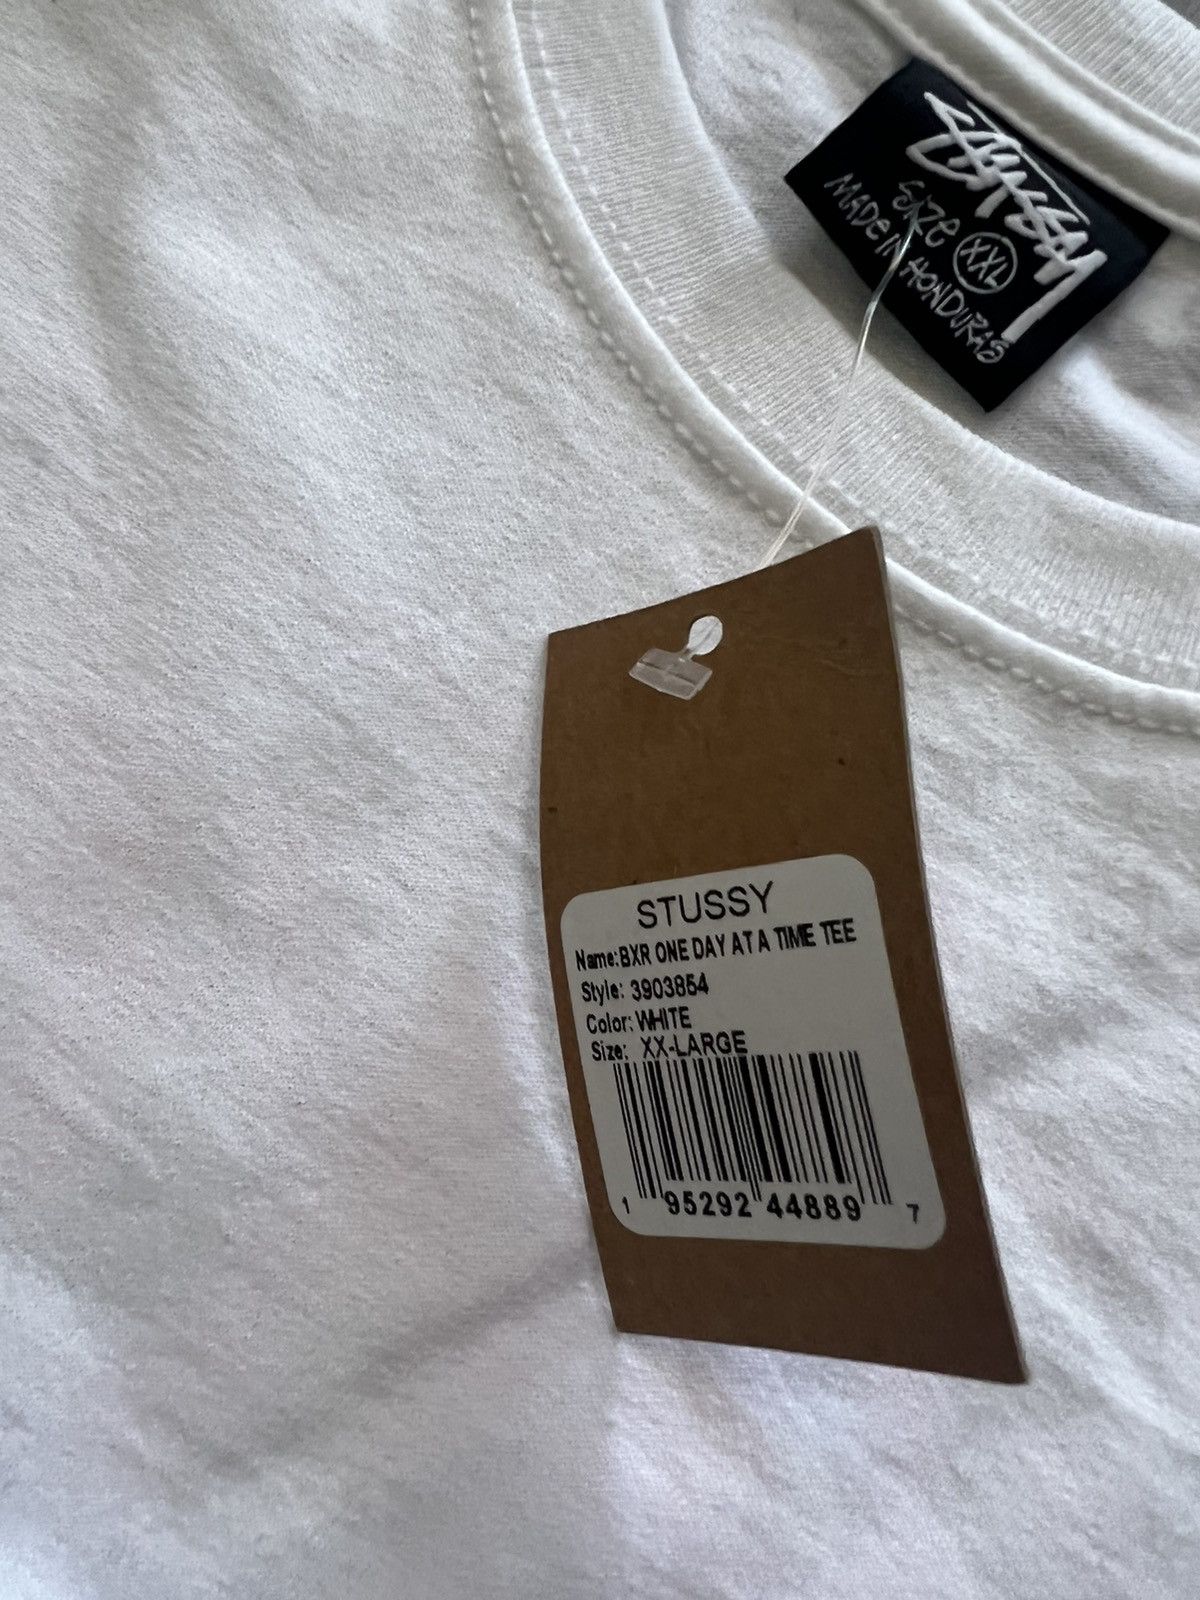 STUSSY
SIZE XXL
MADE IN HONDURAS
STUSSY
Name:BXR ONE DAY AT A TIME TEE
Style: 3903854
Color:WHITE
Size: XX-LARGE
1 95292 44889 7